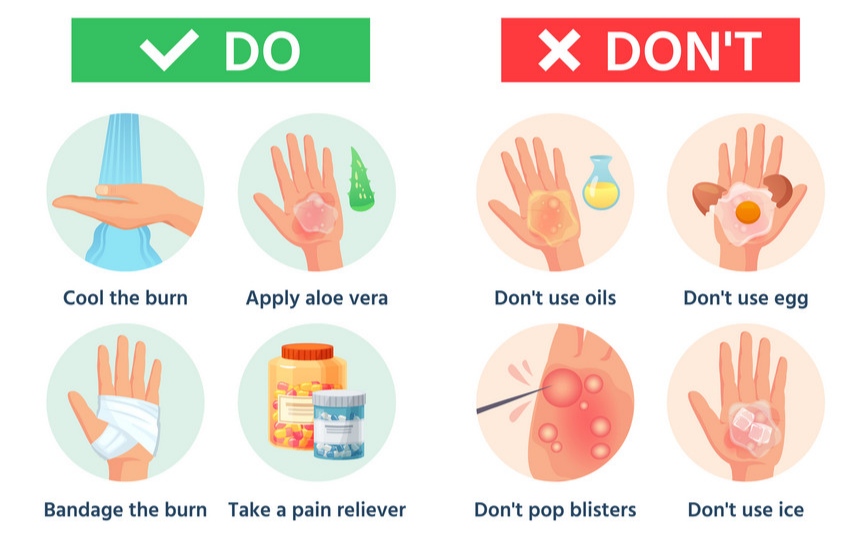 DO
DON'T
Cool the burn
Apply aloe vera
Don't use oils
Don't use egg
Bandage the burn
Take a pain reliever
Don't pop blisters
Don't use ice